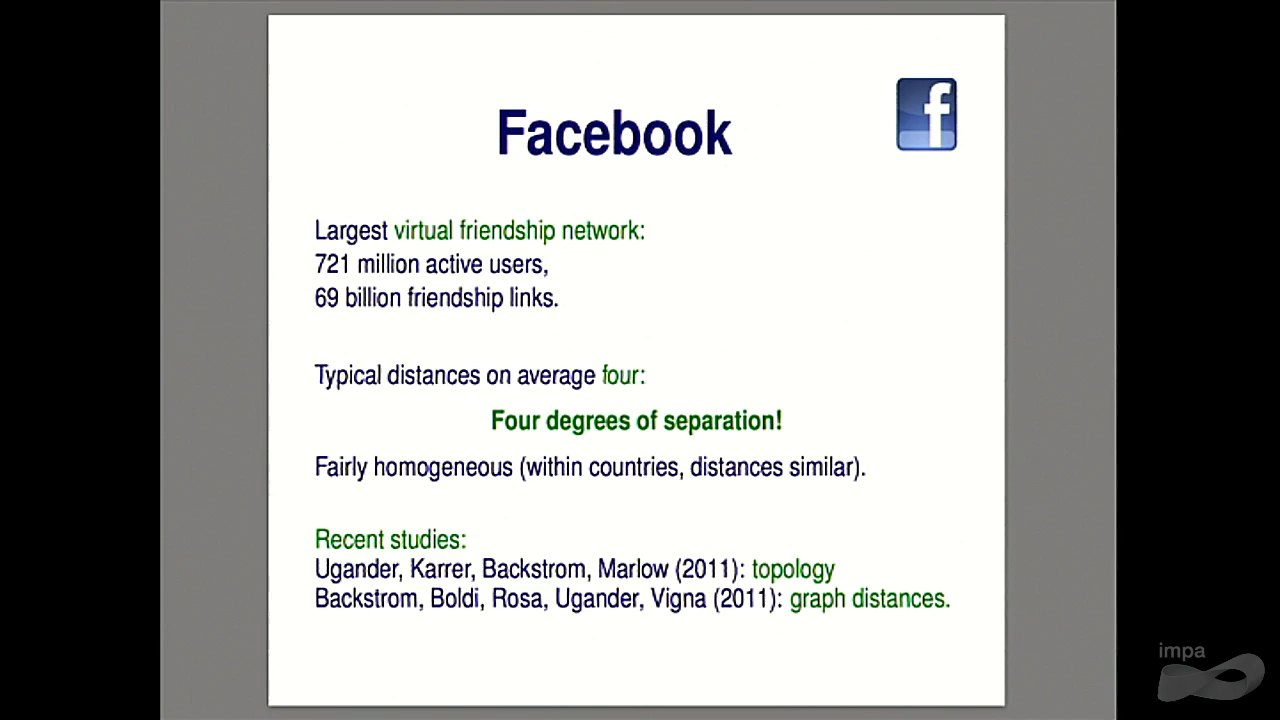 Facebook
f
Largest virtual friendship network:
721 million active users,
69 billion friendship links.
Typical distances on average four:
Four degrees of separation!
Fairly homogeneous (within countries, distances similar).
Recent studies:
Ugander, Karrer, Backstrom, Marlow (2011): topology
Backstrom, Boldi, Rosa, Ugander, Vigna (2011): graph distances.
impa